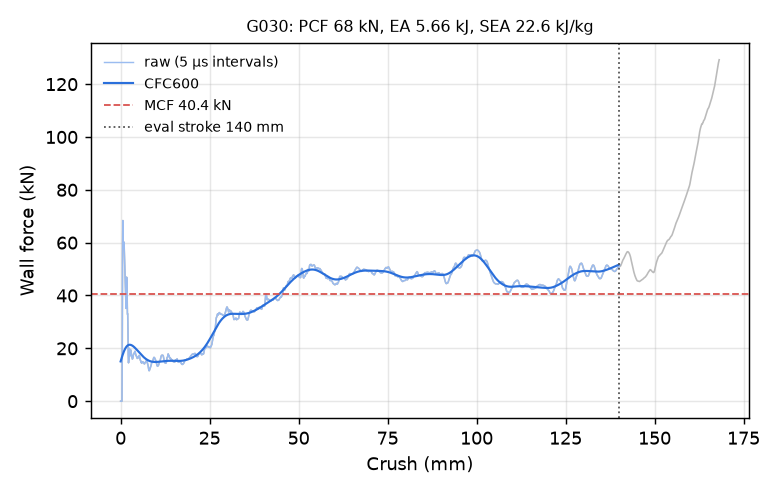 G030: PCF 68 kN, EA 5.66 kJ, SEA 22.6 kJ/kg
raw (5 µs intervals)
CFC600
MCF 40.4 kN
eval stroke 140 mm
Wall force (kN)
120
100
80
60
40
20
0
0 25 50 75 100 125 150 175
Crush (mm)